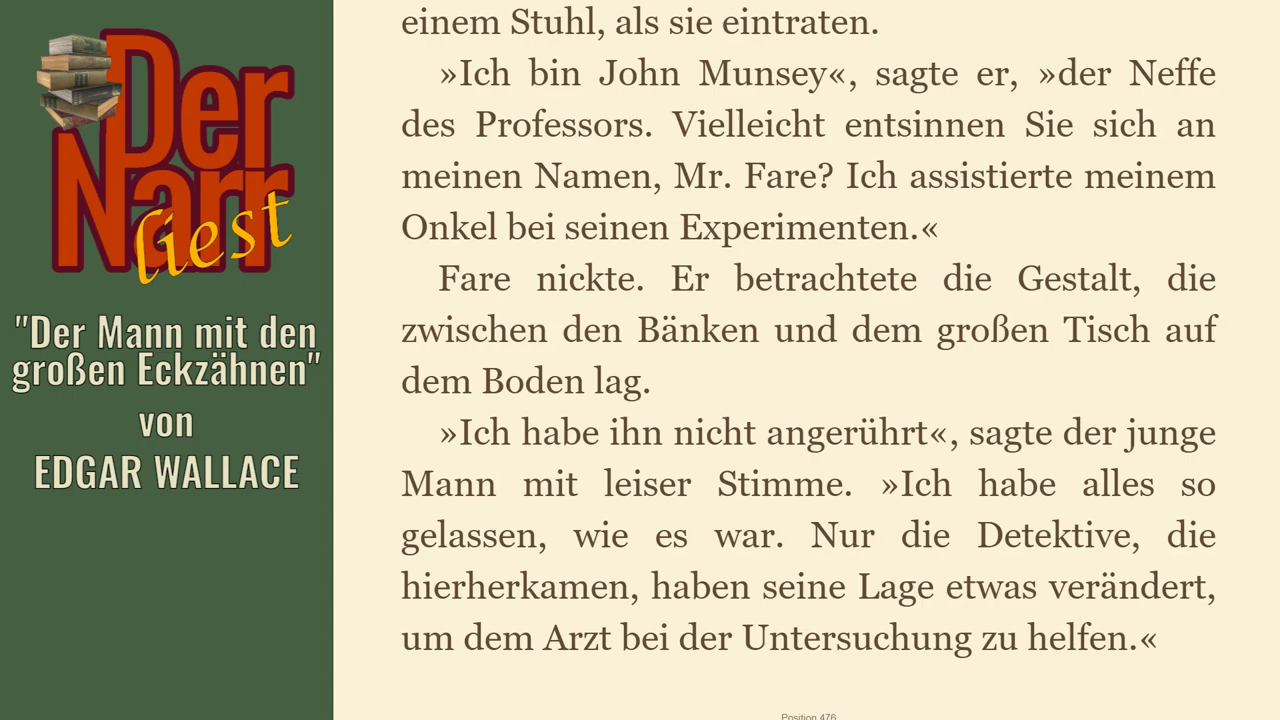 Der
Narr
liest
"Der Mann mit den
großen Eckzähnen"
von
EDGAR WALLACE
einem Stuhl, als sie eintraten.
»Ich bin John Munsey«, sagte er, »der Neffe
des Professors. Vielleicht entsinnen Sie sich an
meinen Namen, Mr. Fare? Ich assistierte meinem
Onkel bei seinen Experimenten.«
Fare nickte. Er betrachtete die Gestalt, die
zwischen den Bänken und dem großen Tisch auf
dem Boden lag.
»Ich habe ihn nicht angerührt«, sagte der junge
Mann mit leiser Stimme. »Ich habe alles so
gelassen, wie es war. Nur die Detektive, die
hierherkamen, haben seine Lage etwas verändert,
um dem Arzt bei der Untersuchung zu helfen.«
Position 476